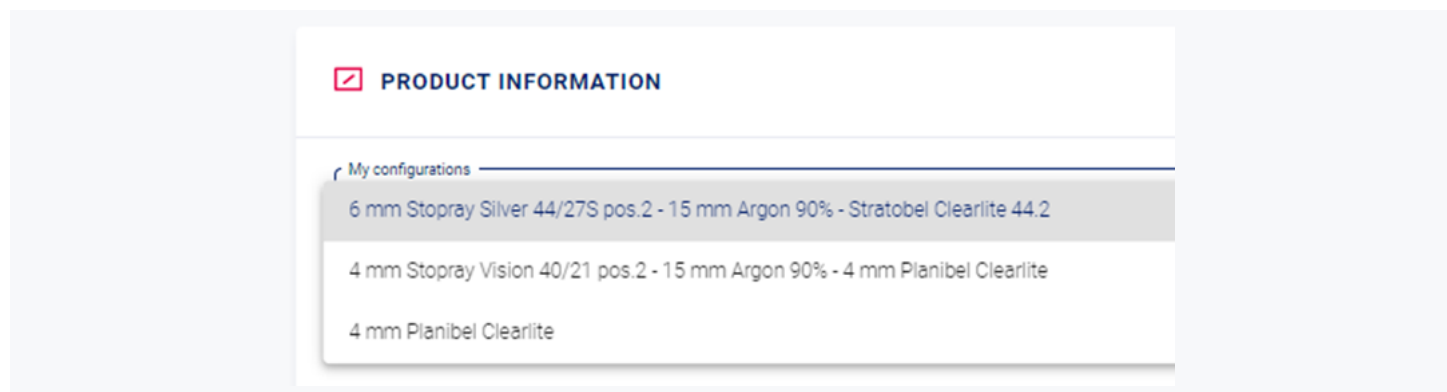 PRODUCT INFORMATION
My configurations
6 mm Stopray Silver 44/27S pos.2 - 15 mm Argon 90% - Stratobel Clearlite 44.2
4 mm Stopray Vision 40/21 pos.2 - 15 mm Argon 90% - 4 mm Planibel Clearlite
4 mm Planibel Clearlite